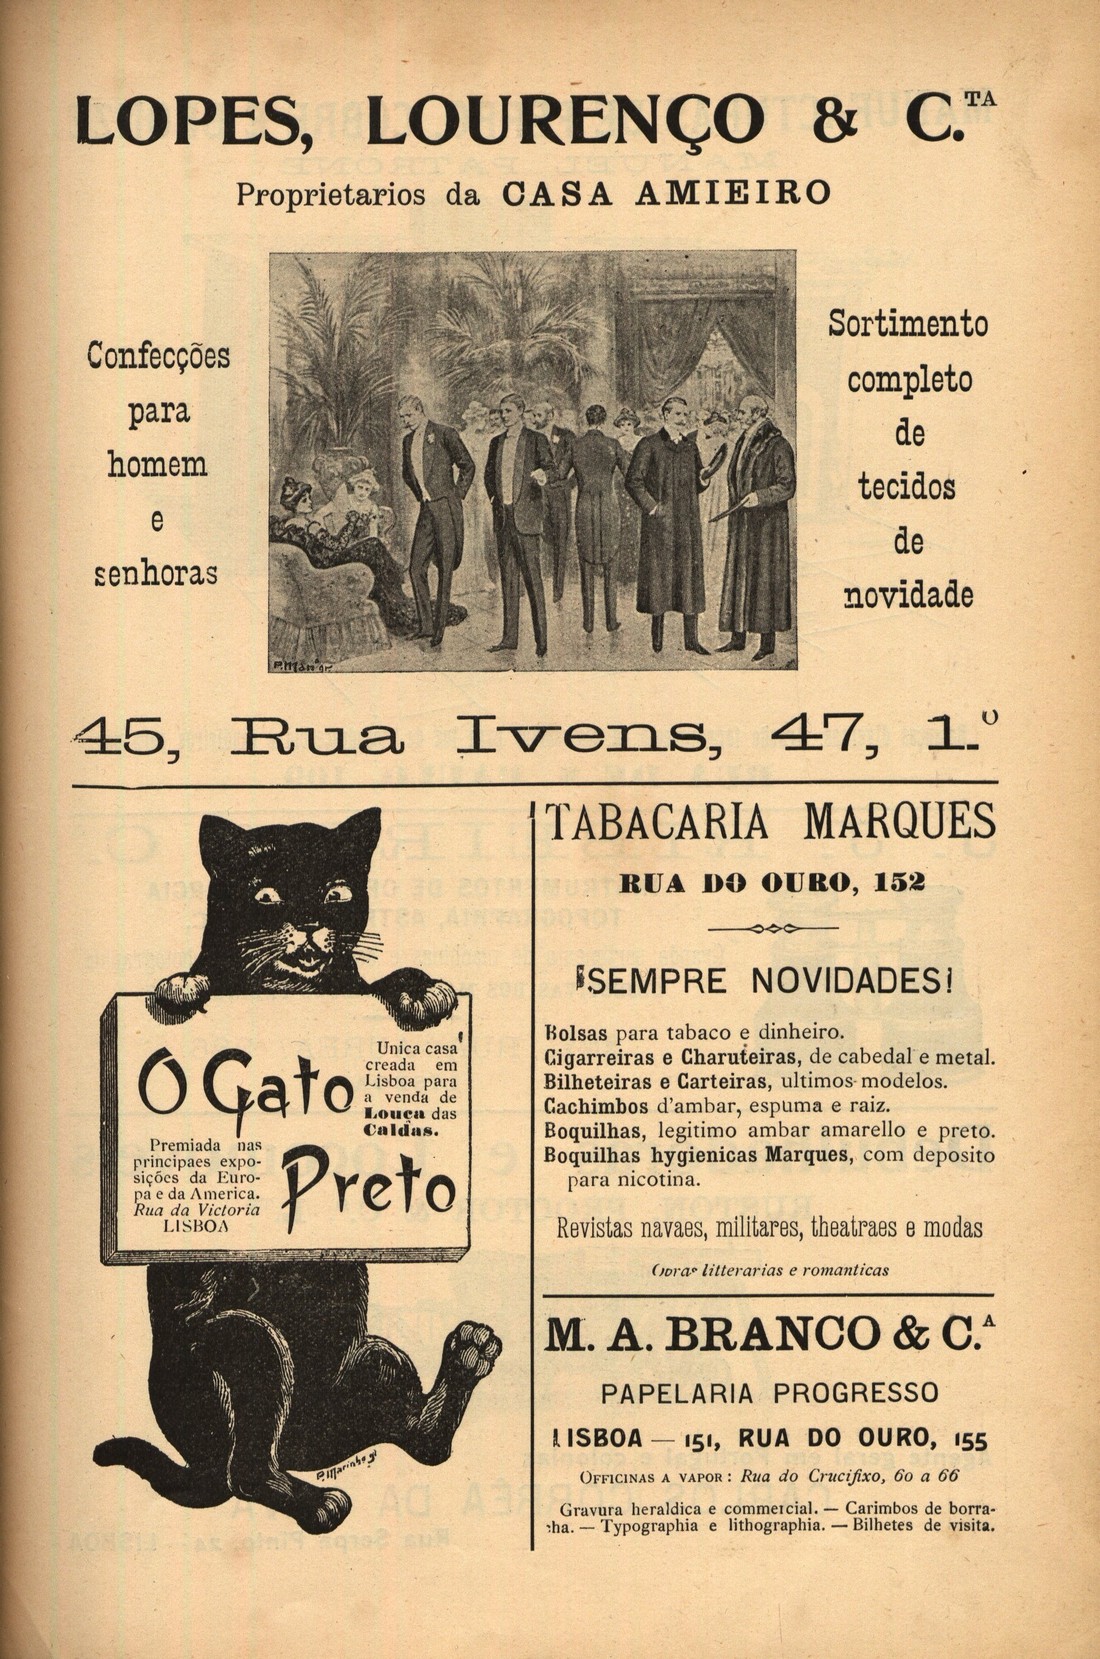 LOPES, LOURENÇO & C.TA
Proprietarios da CASA AMIEIRO
Confecções
para
homem
e
senhoras
Sortimento
completo
de
tecidos
de
novidade
45, Rua Ivens, 47, 1.º
O Gato
Unica casa
creada em
Lisboa para
a venda de
Louça das
Caldas.
Premiada nas
principaes expo-
sições da Euro-
pa e da America.
Rua da Victoria
LISBOA
Preto
P. Marinho gr
TABACARIA MARQUES
RUA DO OURO, 152
¡SEMPRE NOVIDADES!
Bolsas para tabaco e dinheiro.
Cigarreiras e Charuteiras, de cabedal e metal.
Bilheteiras e Carteiras, ultimos modelos.
Cachimbos d'ambar, espuma e raiz.
Boquilhas, legitimo ambar amarello e preto.
Boquilhas hygienicas Marques, com deposito
para nicotina.
Revistas navaes, militares, theatraes e modas
Obras litterarias e romanticas
M. A. BRANCO & C.A
PAPELARIA PROGRESSO
LISBOA — 151, RUA DO OURO, 155
OFFICINAS A VAPOR: Rua do Crucifixo, 60 a 66
Gravura heraldica e commercial. — Carimbos de borra-
cha. — Typographia e lithographia. — Bilhetes de visita.